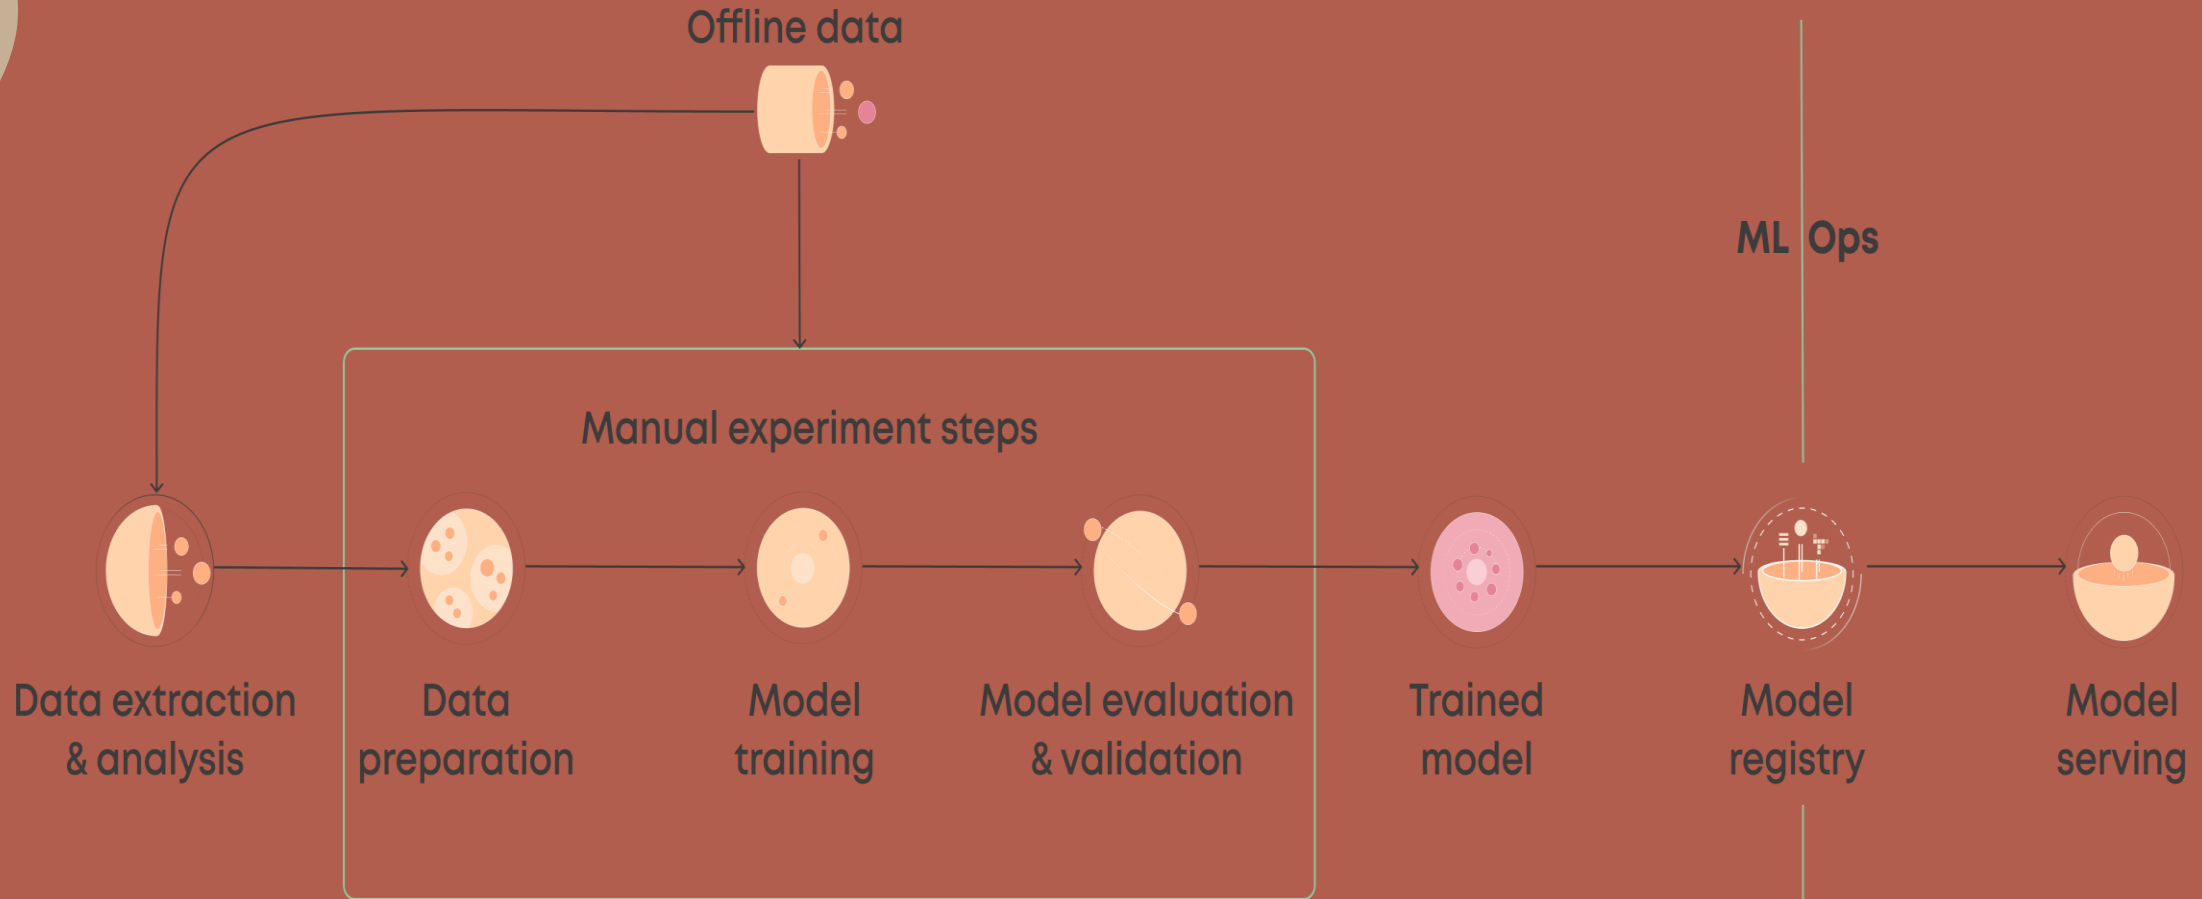 Offline data
ML Ops
Manual experiment steps
Data extraction
& analysis
Data
preparation
Model
training
Model evaluation
& validation
Trained
model
Model
registry
Model
serving